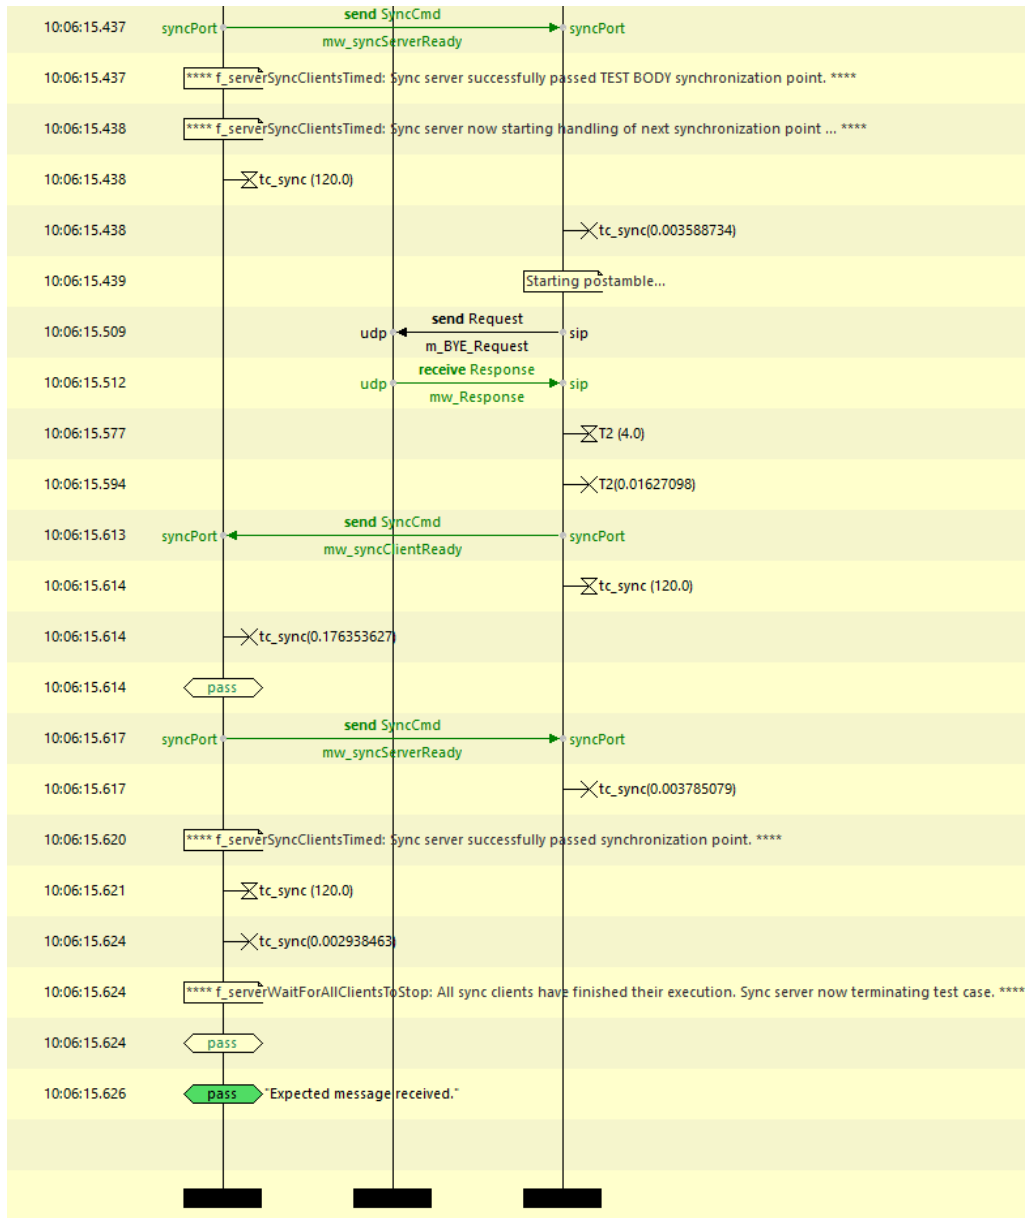 send SyncCmd
10:06:15.437 syncPort syncPort
mw_syncServerReady
10:06:15.437 **** f_serverSyncClientsTimed: Sync server successfully passed TEST BODY synchronization point. ****
10:06:15.438 **** f_serverSyncClientsTimed: Sync server now starting handling of next synchronization point ... ****
10:06:15.438 tc_sync (120.0)
10:06:15.438 tc_sync(0.003588734)
10:06:15.439 Starting postamble...
send Request
10:06:15.509 udp sip
m_BYE_Request
receive Response
10:06:15.512 udp sip
mw_Response
10:06:15.577 T2 (4.0)
10:06:15.594 T2(0.01627098)
send SyncCmd
10:06:15.613 syncPort syncPort
mw_syncClientReady
10:06:15.614 tc_sync (120.0)
10:06:15.614 tc_sync(0.176353627)
10:06:15.614 pass
send SyncCmd
10:06:15.617 syncPort syncPort
mw_syncServerReady
10:06:15.617 tc_sync(0.003785079)
10:06:15.620 **** f_serverSyncClientsTimed: Sync server successfully passed synchronization point. ****
10:06:15.621 tc_sync (120.0)
10:06:15.624 tc_sync(0.002938463)
10:06:15.624 **** f_serverWaitForAllClientsToStop: All sync clients have finished their execution. Sync server now terminating test case. ****
10:06:15.624 pass
10:06:15.626 pass "Expected message received."